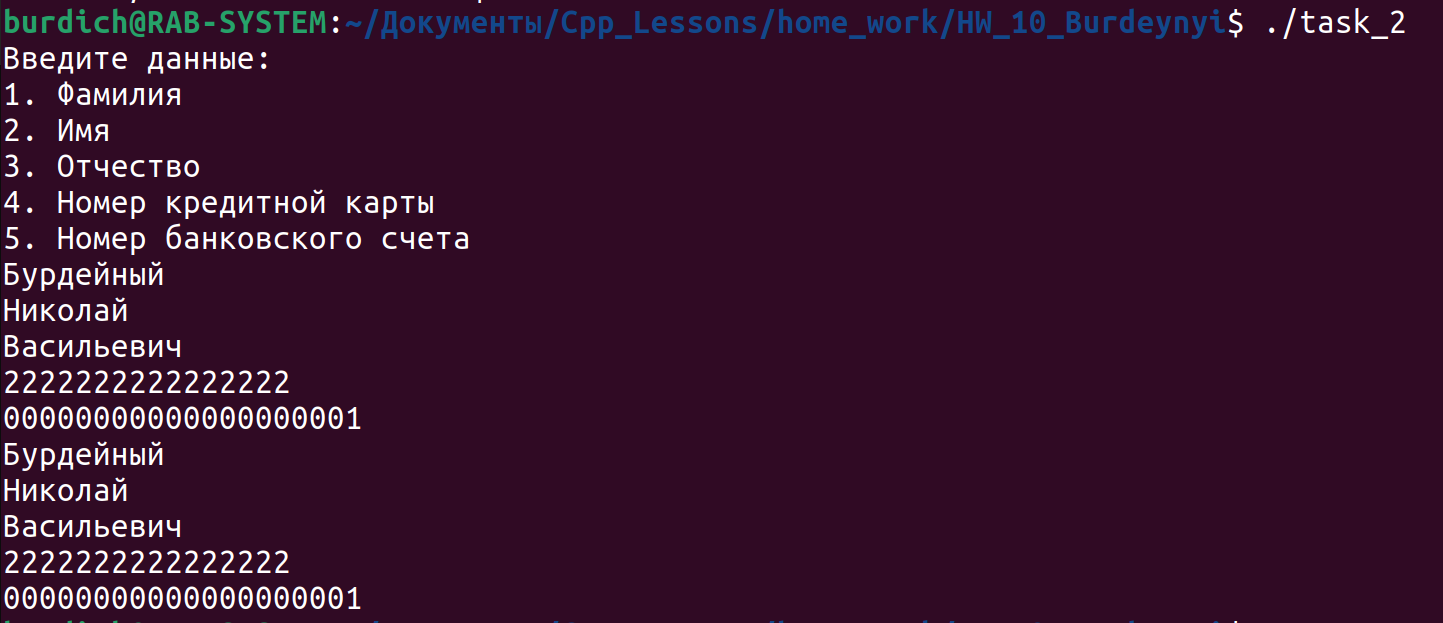 burdich@RAB-SYSTEM:~/Документы/Cpp_Lessons/home_work/HW_10_Burdeynyi$ ./task_2
Введите данные:
1. Фамилия
2. Имя
3. Отчество
4. Номер кредитной карты
5. Номер банковского счета
Бурдейный
Николай
Васильевич
2222222222222222
00000000000000000001
Бурдейный
Николай
Васильевич
2222222222222222
00000000000000000001